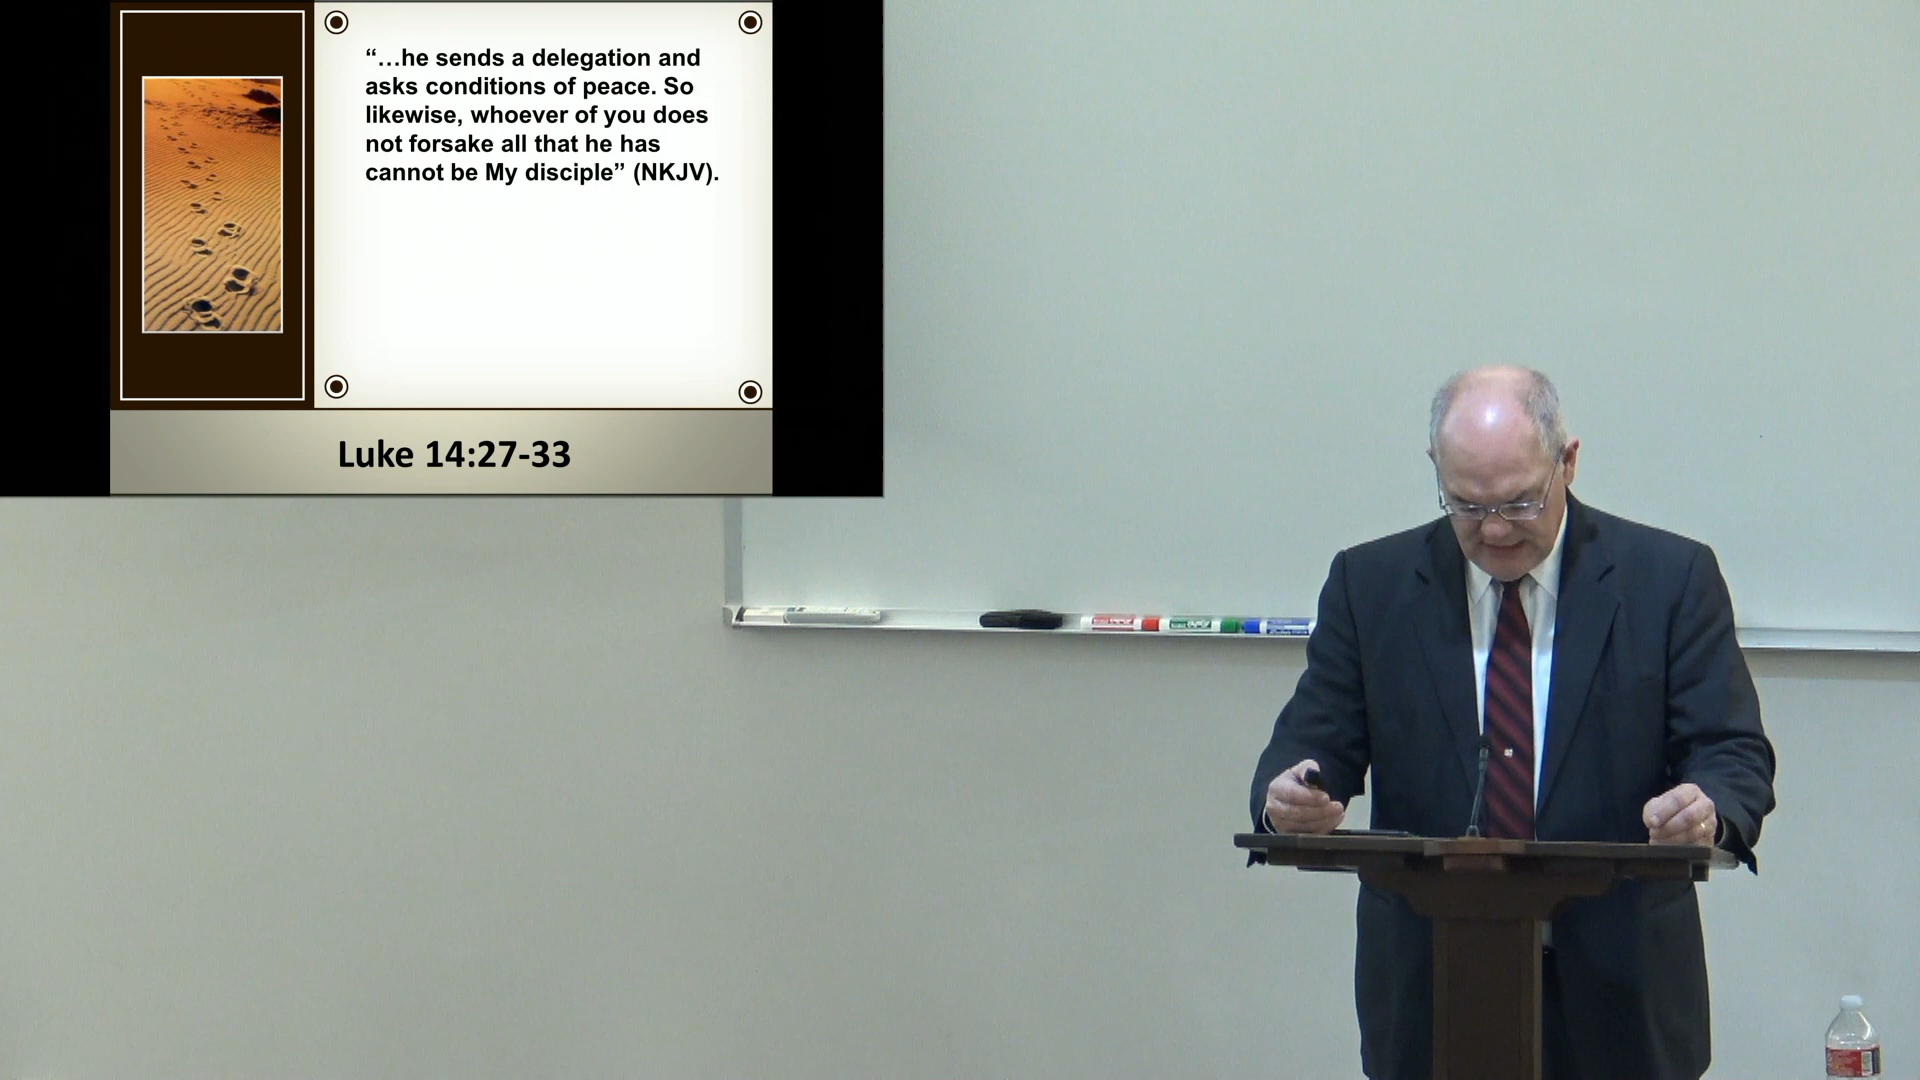 “…he sends a delegation and
asks conditions of peace. So
likewise, whoever of you does
not forsake all that he has
cannot be My disciple” (NKJV).
Luke 14:27-33